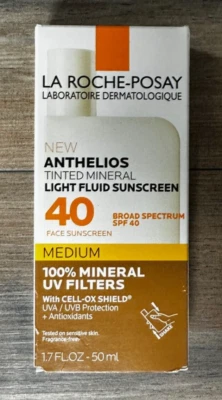 LA ROCHE-POSAY
LABORATOIRE DERMATOLOGIQUE
NEW
ANTHELIOS
TINTED MINERAL
LIGHT FLUID SUNSCREEN
40 BROAD SPECTRUM
SPF 40
FACE SUNSCREEN
MEDIUM
100% MINERAL
UV FILTERS
With CELL-OX SHIELD®
UVA / UVB Protection
+ Antioxidants
SHAKE
Tested on sensitive skin.
Fragrance-free.
1.7 FL.OZ - 50 ml